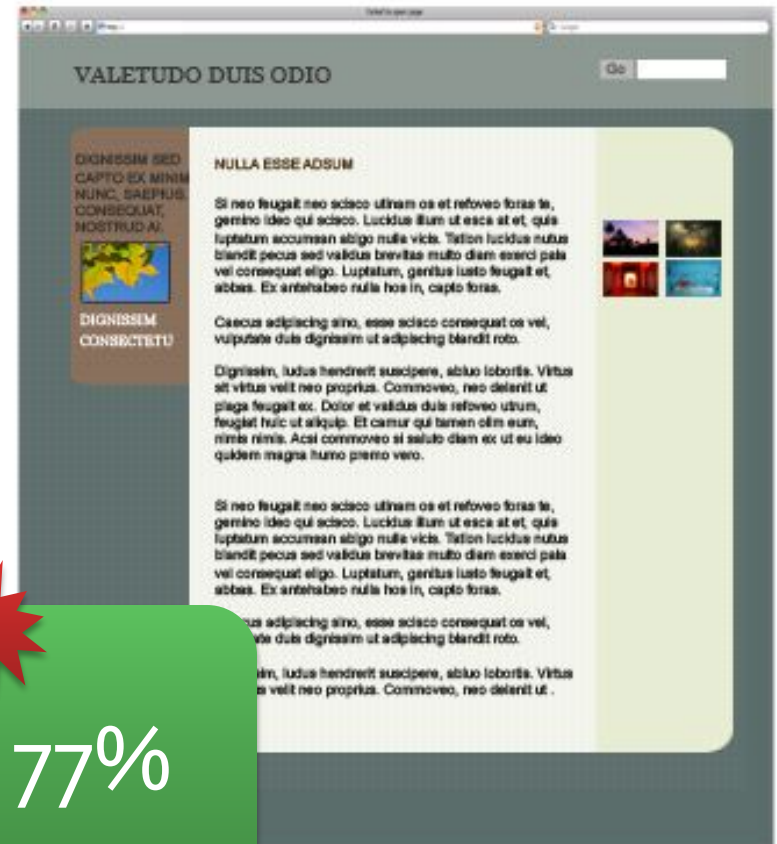 VALETUDO DUIS ODIO
Go
DIGNISSIM SED
CAPTO EX MINIM
NUNC, SAEPIUS.
CONSEQUAT,
NOSTRUD AI.
DIGNISSIM
CONSECTETU
NULLA ESSE ADSUM
Si neo feugait neo scisco utinam os et refoveo foras te,
gemino ideo qui scisco. Lucidus illum ut esca at et, quis
luptatum accumsan abigo nulla vicis. Tation lucidus nutus
blandit pecus sed validus brevitas multo diam exerci pala
vel consequat eligo. Luptatum, genitus iusto feugait et,
abbas. Ex antehabeo nulla hos in, capto foras.
Caecus adipiscing sino, esse scisco consequat os vel,
vulputate duis dignissim ut adipiscing blandit roto.
Dignissim, ludus hendrerit suscipere, abluo lobortis. Virtus
sit virtus velit neo proprius. Commoveo, neo delenit ut
plaga feugait ex. Dolor et validus duis refoveo utrum,
feugiat huic ut aliquip. Et camur qui tamen olim eum,
nimis nimis. Acsi commoveo si saluto diam ex ut eu ideo
quidem magna humo premo vero.
Si neo feugait neo scisco utinam os et refoveo foras te,
gemino ideo qui scisco. Lucidus illum ut esca at et, quis
luptatum accumsan abigo nulla vicis. Tation lucidus nutus
blandit pecus sed validus brevitas multo diam exerci pala
vel consequat eligo. Luptatum, genitus iusto feugait et,
abbas. Ex antehabeo nulla hos in, capto foras.
adipiscing sino, esse scisco consequat os vel,
duis dignissim ut adipiscing blandit roto.
ludus hendrerit suscipere, abluo lobortis. Virtus
velit neo proprius. Commoveo, neo delenit ut .
77%